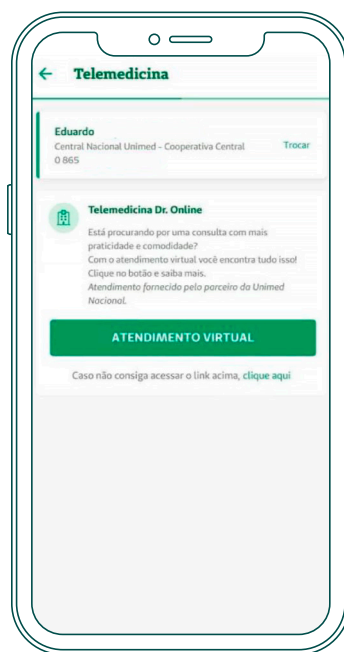 Telemedicina
Eduardo
Central Nacional Unimed - Cooperativa Central
Trocar
0 865
Telemedicina Dr. Online
Está procurando por uma consulta com mais
praticidade e comodidade?
Com o atendimento virtual você encontra tudo isso!
Clique no botão e saiba mais.
Atendimento fornecido pelo parceiro da Unimed
Nacional.
ATENDIMENTO VIRTUAL
Caso não consiga acessar o link acima, clique aqui